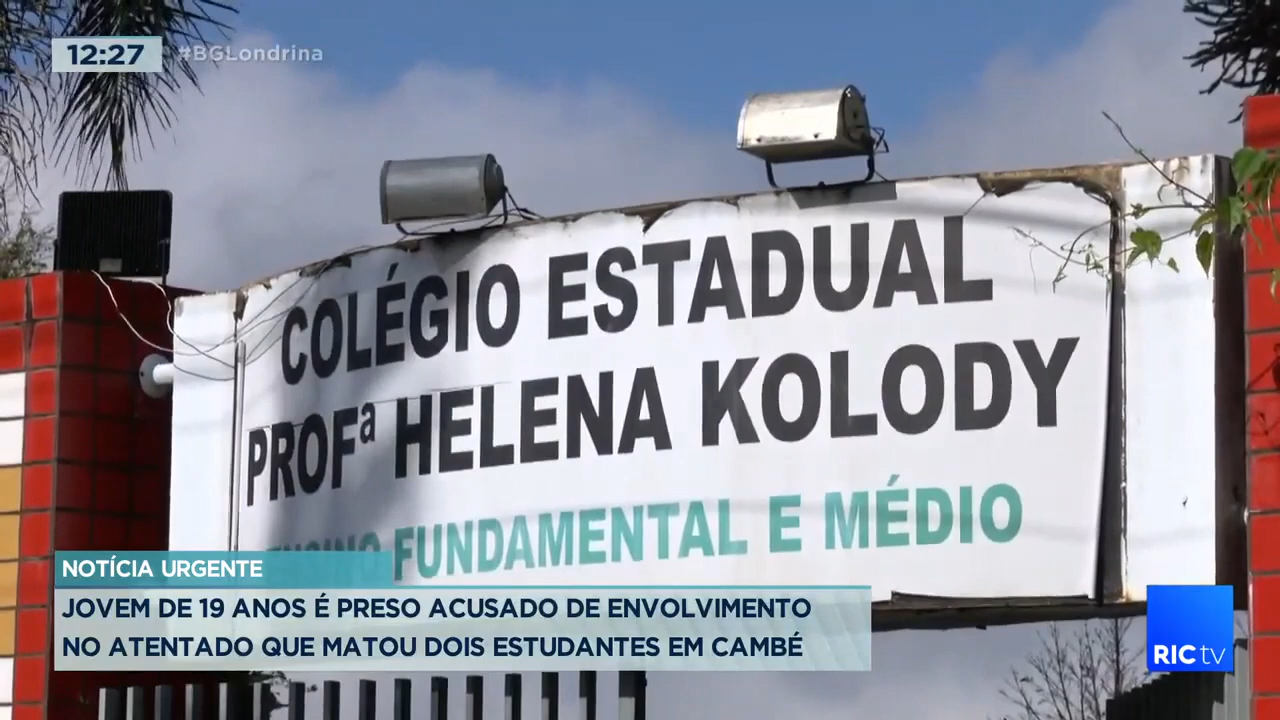 12:27 #BGLondrina
COLÉGIO ESTADUAL
PROFª HELENA KOLODY
ENSINO FUNDAMENTAL E MÉDIO
NOTÍCIA URGENTE
JOVEM DE 19 ANOS É PRESO ACUSADO DE ENVOLVIMENTO
NO ATENTADO QUE MATOU DOIS ESTUDANTES EM CAMBÉ
RICtv